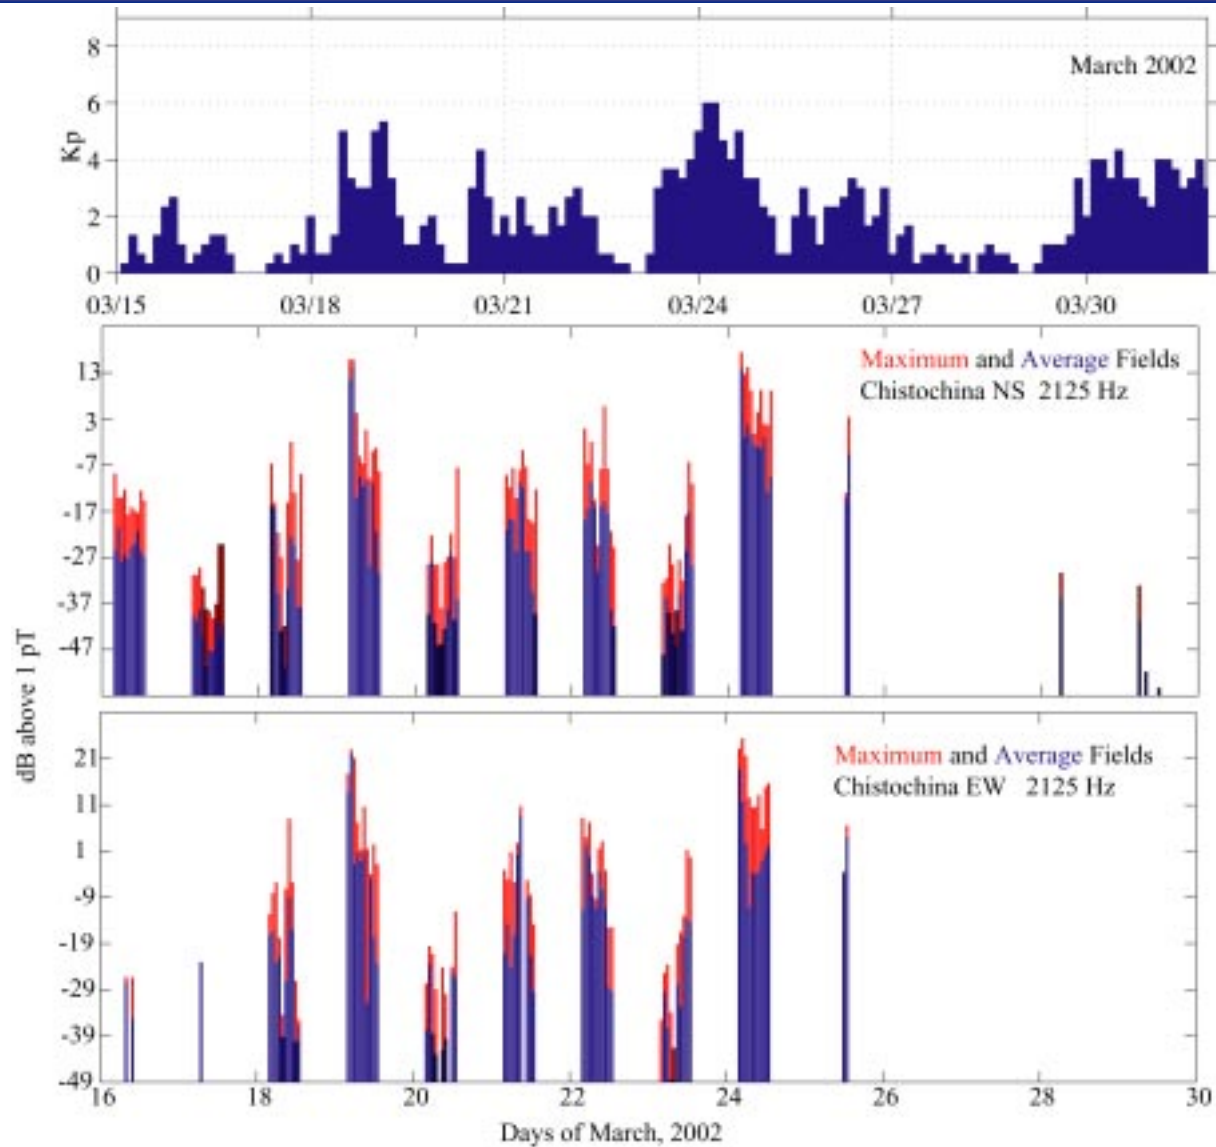 8
6
4
2
0
Kp
March 2002
03/15 03/18 03/21 03/24 03/27 03/30
13
3
-7
-17
-27
-37
-47
Maximum and Average Fields
Chistochina NS 2125 Hz
dB above 1 pT
21
11
1
-9
-19
-29
-39
-49
Maximum and Average Fields
Chistochina EW 2125 Hz
16 18 20 22 24 26 28 30
Days of March, 2002